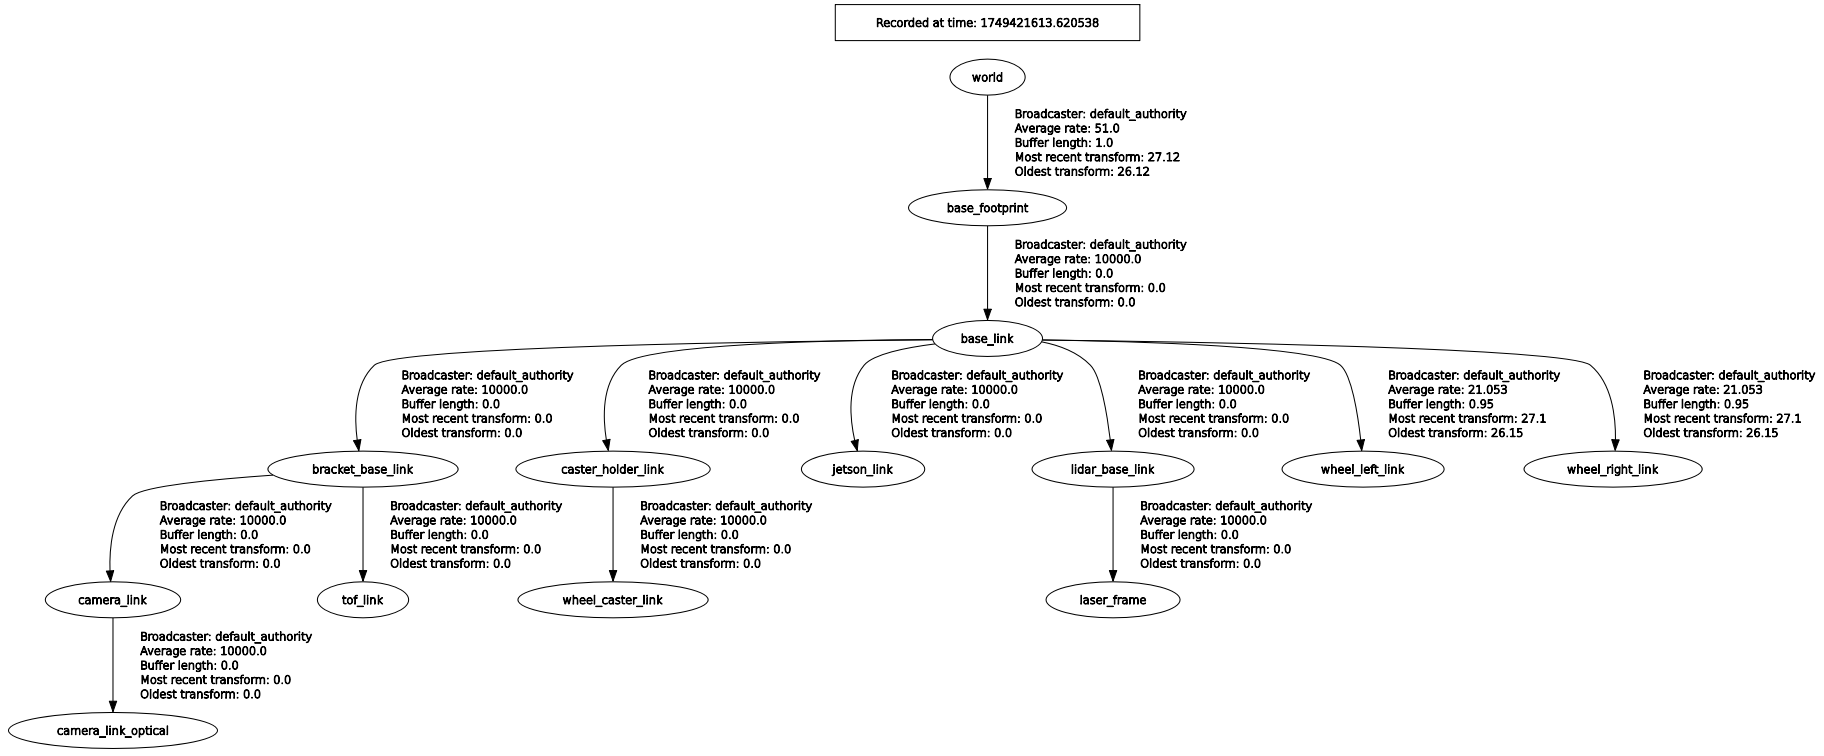 Recorded at time: 1749421613.620538
world
Broadcaster: default_authority
Average rate: 51.0
Buffer length: 1.0
Most recent transform: 27.12
Oldest transform: 26.12
base_footprint
Broadcaster: default_authority
Average rate: 10000.0
Buffer length: 0.0
Most recent transform: 0.0
Oldest transform: 0.0
base_link
Broadcaster: default_authority
Average rate: 10000.0
Buffer length: 0.0
Most recent transform: 0.0
Oldest transform: 0.0
Broadcaster: default_authority
Average rate: 10000.0
Buffer length: 0.0
Most recent transform: 0.0
Oldest transform: 0.0
Broadcaster: default_authority
Average rate: 10000.0
Buffer length: 0.0
Most recent transform: 0.0
Oldest transform: 0.0
Broadcaster: default_authority
Average rate: 10000.0
Buffer length: 0.0
Most recent transform: 0.0
Oldest transform: 0.0
Broadcaster: default_authority
Average rate: 21.053
Buffer length: 0.95
Most recent transform: 27.1
Oldest transform: 26.15
Broadcaster: default_authority
Average rate: 21.053
Buffer length: 0.95
Most recent transform: 27.1
Oldest transform: 26.15
bracket_base_link
caster_holder_link
jetson_link
lidar_base_link
wheel_left_link
wheel_right_link
Broadcaster: default_authority
Average rate: 10000.0
Buffer length: 0.0
Most recent transform: 0.0
Oldest transform: 0.0
Broadcaster: default_authority
Average rate: 10000.0
Buffer length: 0.0
Most recent transform: 0.0
Oldest transform: 0.0
Broadcaster: default_authority
Average rate: 10000.0
Buffer length: 0.0
Most recent transform: 0.0
Oldest transform: 0.0
Broadcaster: default_authority
Average rate: 10000.0
Buffer length: 0.0
Most recent transform: 0.0
Oldest transform: 0.0
camera_link
tof_link
wheel_caster_link
laser_frame
Broadcaster: default_authority
Average rate: 10000.0
Buffer length: 0.0
Most recent transform: 0.0
Oldest transform: 0.0
camera_link_optical